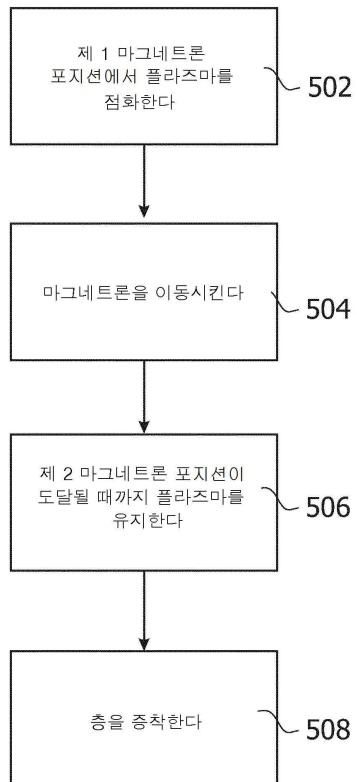 제 1 마그네트론
포지션에서 플라즈마를
점화한다
502
마그네트론을 이동시킨다
504
제 2 마그네트론 포지션이
도달될 때까지 플라즈마를
유지한다
506
층을 증착한다
508